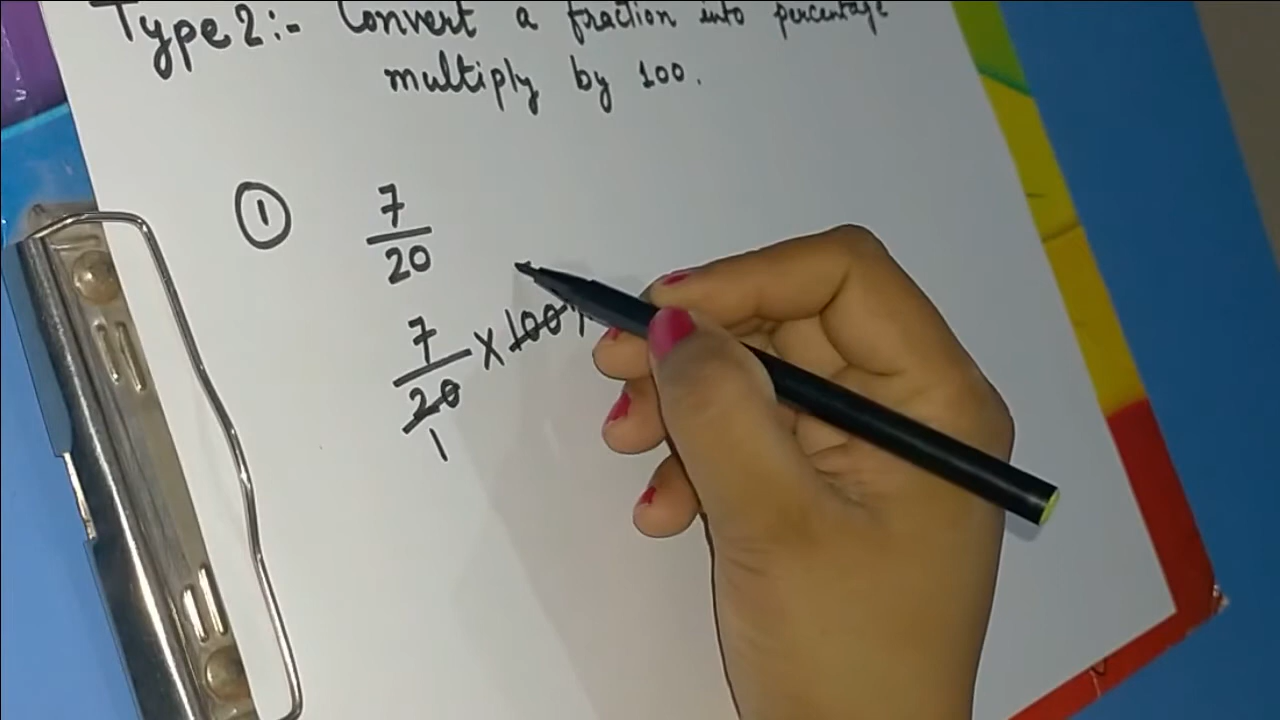 Type 2:- Convert a fraction into percentage
multiply by 100.
① 7/20
7/20 × 100%
1